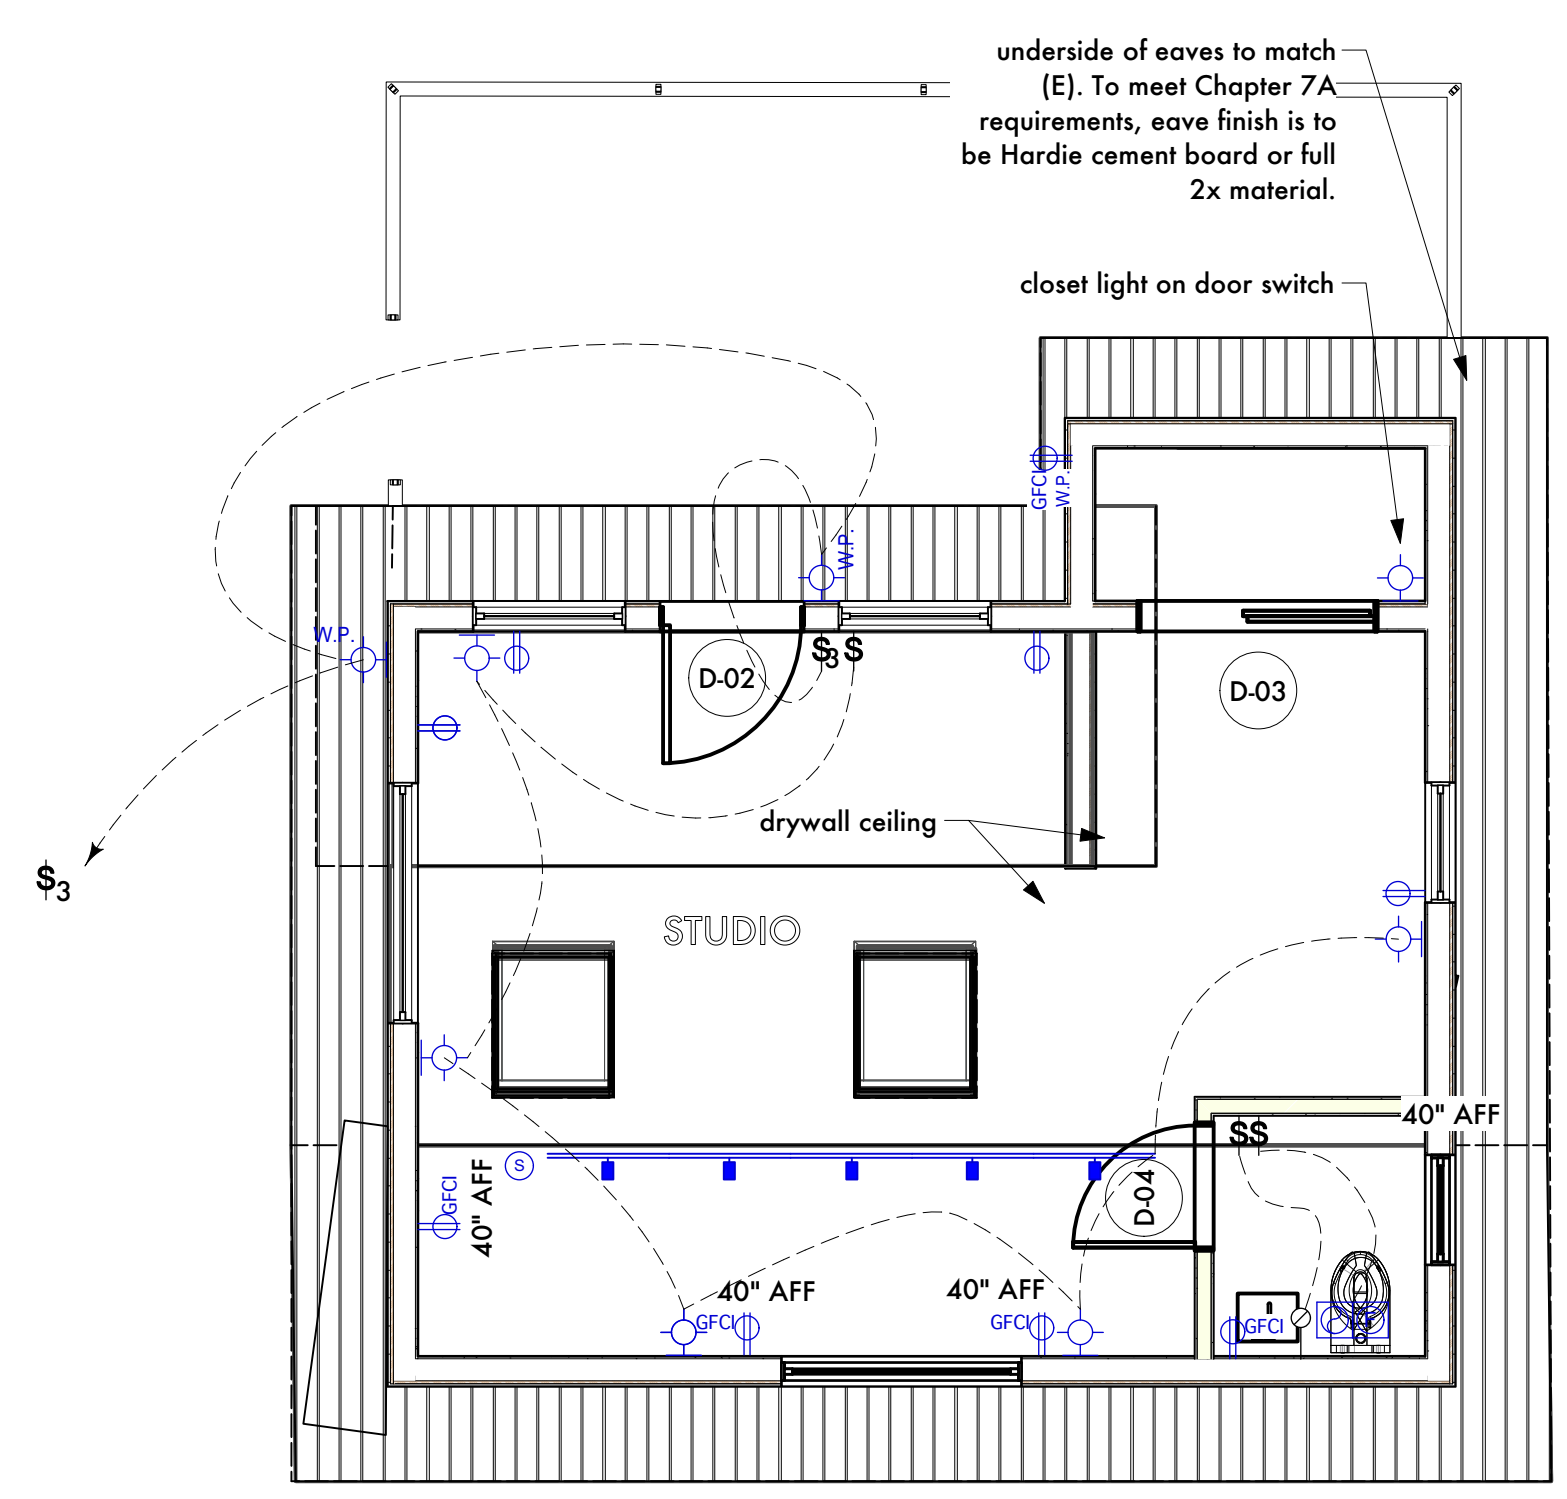 underside of eaves to match
(E). To meet Chapter 7A
requirements, eave finish is to
be Hardie cement board or full
2x material.
closet light on door switch
GFCI
W.P.
W.P.
W.P.
$3 $
D-02
D-03
drywall ceiling
$3
STUDIO
40" AFF
$$
S
GFCI
40" AFF
D-04
40" AFF
40" AFF
GFCI
GFCI
GFCI